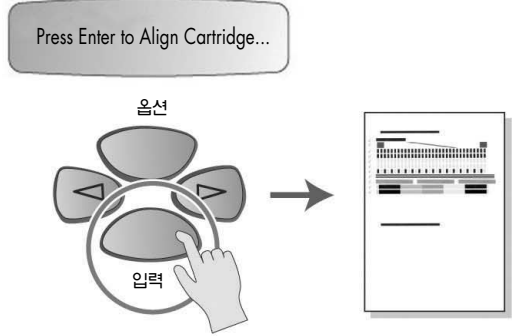 Press Enter to Align Cartridge...
옵션
입력